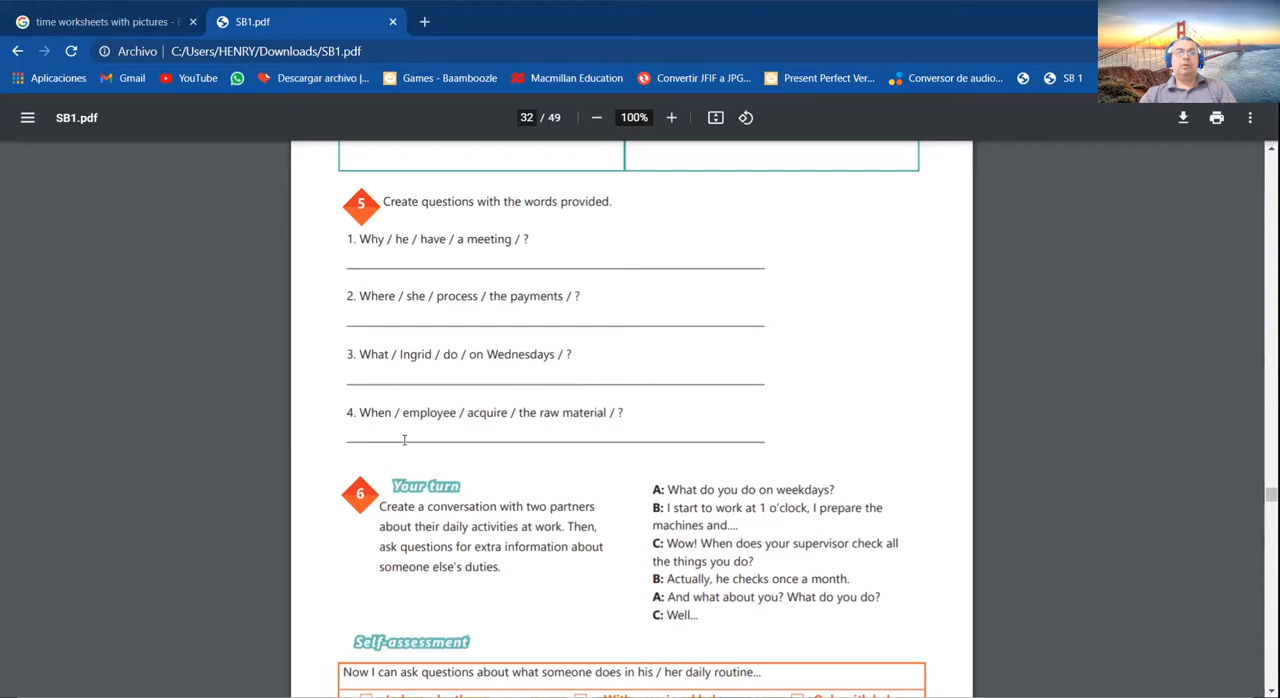 time worksheets with pictures - B
SB1.pdf
Archivo
C:/Users/HENRY/Downloads/SB1.pdf
Aplicaciones
Gmail
YouTube
Descargar archivo |...
Games - Baamboozle
Macmillan Education
Convertir JFIF a JPG...
Present Perfect Ver...
Conversor de audio...
SB 1
SB1.pdf
32 / 49
100%
5 Create questions with the words provided.
1. Why / he / have / a meeting / ?
2. Where / she / process / the payments / ?
3. What / Ingrid / do / on Wednesdays / ?
4. When / employee / acquire / the raw material / ?
6 Your turn
Create a conversation with two partners
about their daily activities at work. Then,
ask questions for extra information about
someone else's duties.
A: What do you do on weekdays?
B: I start to work at 1 o'clock, I prepare the
machines and....
C: Wow! When does your supervisor check all
the things you do?
B: Actually, he checks once a month.
A: And what about you? What do you do?
C: Well...
Self-assessment
Now I can ask questions about what someone does in his / her daily routine...